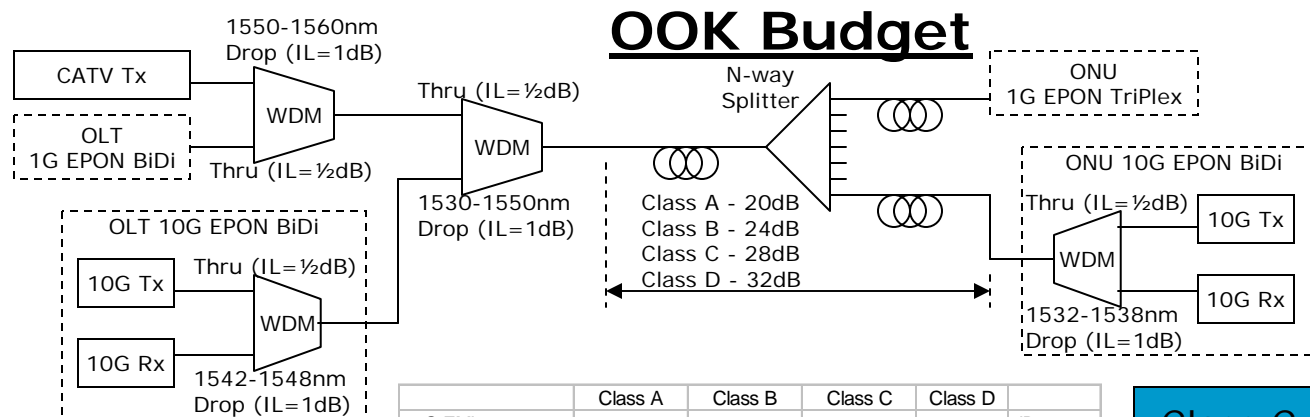 OOK Budget
1550-1560nm
Drop (IL=1dB)
CATV Tx
WDM
OLT
1G EPON BiDi
Thru (IL=½dB)
Thru (IL=½dB)
WDM
1530-1550nm
Drop (IL=1dB)
N-way
Splitter
ONU
1G EPON TriPlex
Class A - 20dB
Class B - 24dB
Class C - 28dB
Class D - 32dB
ONU 10G EPON BiDi
Thru (IL=½dB)
10G Tx
WDM
10G Rx
1532-1538nm
Drop (IL=1dB)
OLT 10G EPON BiDi
Thru (IL=½dB)
10G Tx
WDM
10G Rx
1542-1548nm
Drop (IL=1dB)
Class A Class B Class C Class D